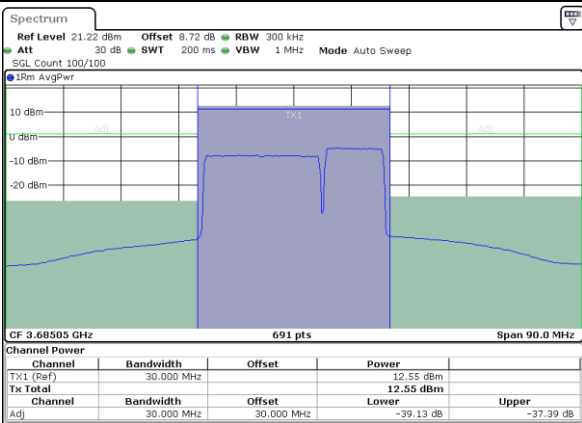 Spectrum
Ref Level 21.22 dBm Offset 8.72 dB RBW 300 kHz
Att 30 dB SWT 200 ms VBW 1 MHz Mode Auto Sweep
SGL Count 100/100
1Rm AvgPwr
10 dBm
TX1
Adj Adj
0 dBm
-10 dBm
-20 dBm
CF 3.68505 GHz 691 pts Span 90.0 MHz
Channel Power
Channel Bandwidth Offset Power
TX1 (Ref) 30.000 MHz 12.55 dBm
Tx Total 12.55 dBm
Channel Bandwidth Offset Lower Upper
Adj 30.000 MHz 30.000 MHz -39.13 dB -37.39 dB